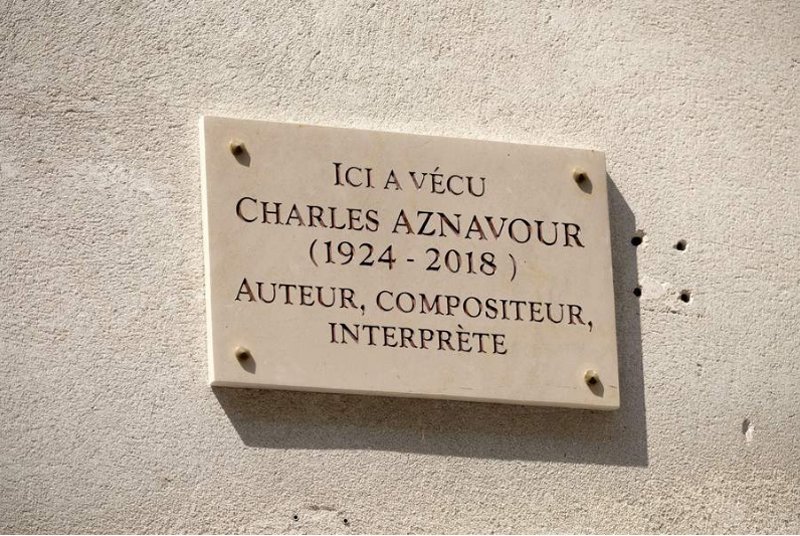 ICI A VÉCU
CHARLES AZNAVOUR
(1924 - 2018 )
AUTEUR, COMPOSITEUR,
INTERPRÈTE